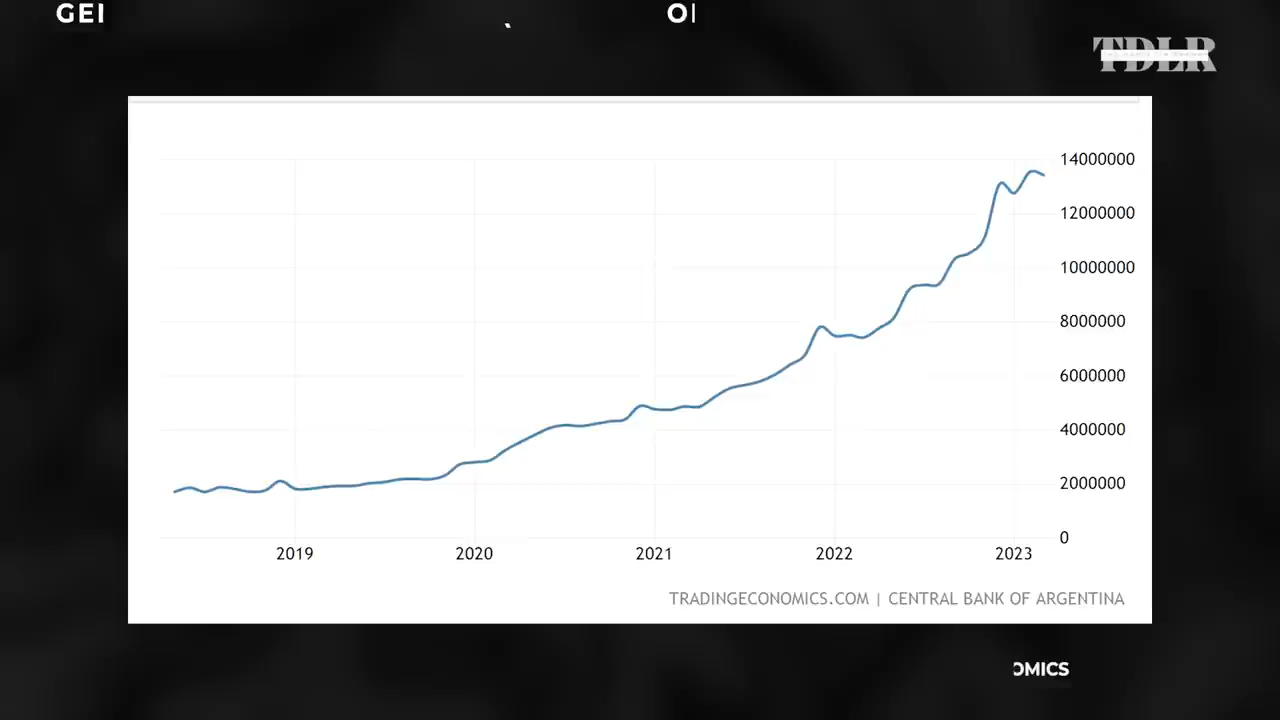 GEI
OI
TDLR
14000000
12000000
10000000
8000000
6000000
4000000
2000000
0
2019 2020 2021 2022 2023
TRADINGECONOMICS.COM | CENTRAL BANK OF ARGENTINA
OMICS